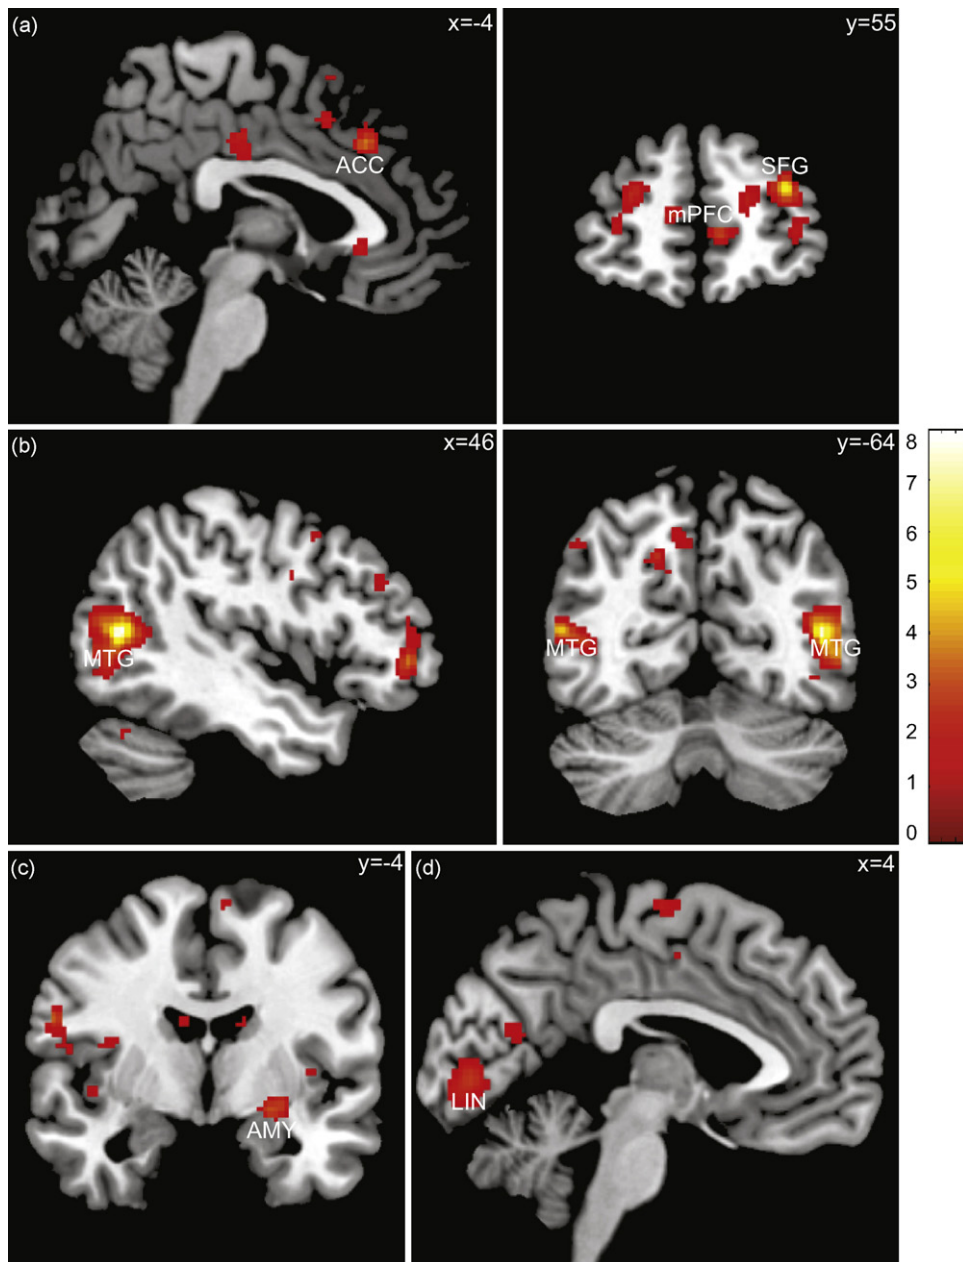 (a)
x=-4
ACC
y=55
SFG
mPFC
(b)
x=46
MTG
y=-64
MTG
MTG
8
7
6
5
4
3
2
1
0
(c)
y=-4
AMY
(d)
x=4
LIN